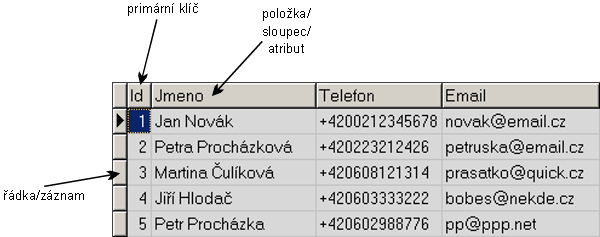 primární klíč
položka/
sloupec/
atribut
Id Jmeno Telefon Email
1 Jan Novák +4200212345678 novak@email.cz
2 Petra Procházková +420223212426 petruska@email.cz
3 Martina Čulíková +420608121314 prasatko@quick.cz
řádka/záznam
4 Jiří Hlodač +420603333222 bobes@nekde.cz
5 Petr Procházka +420602988776 pp@ppp.net